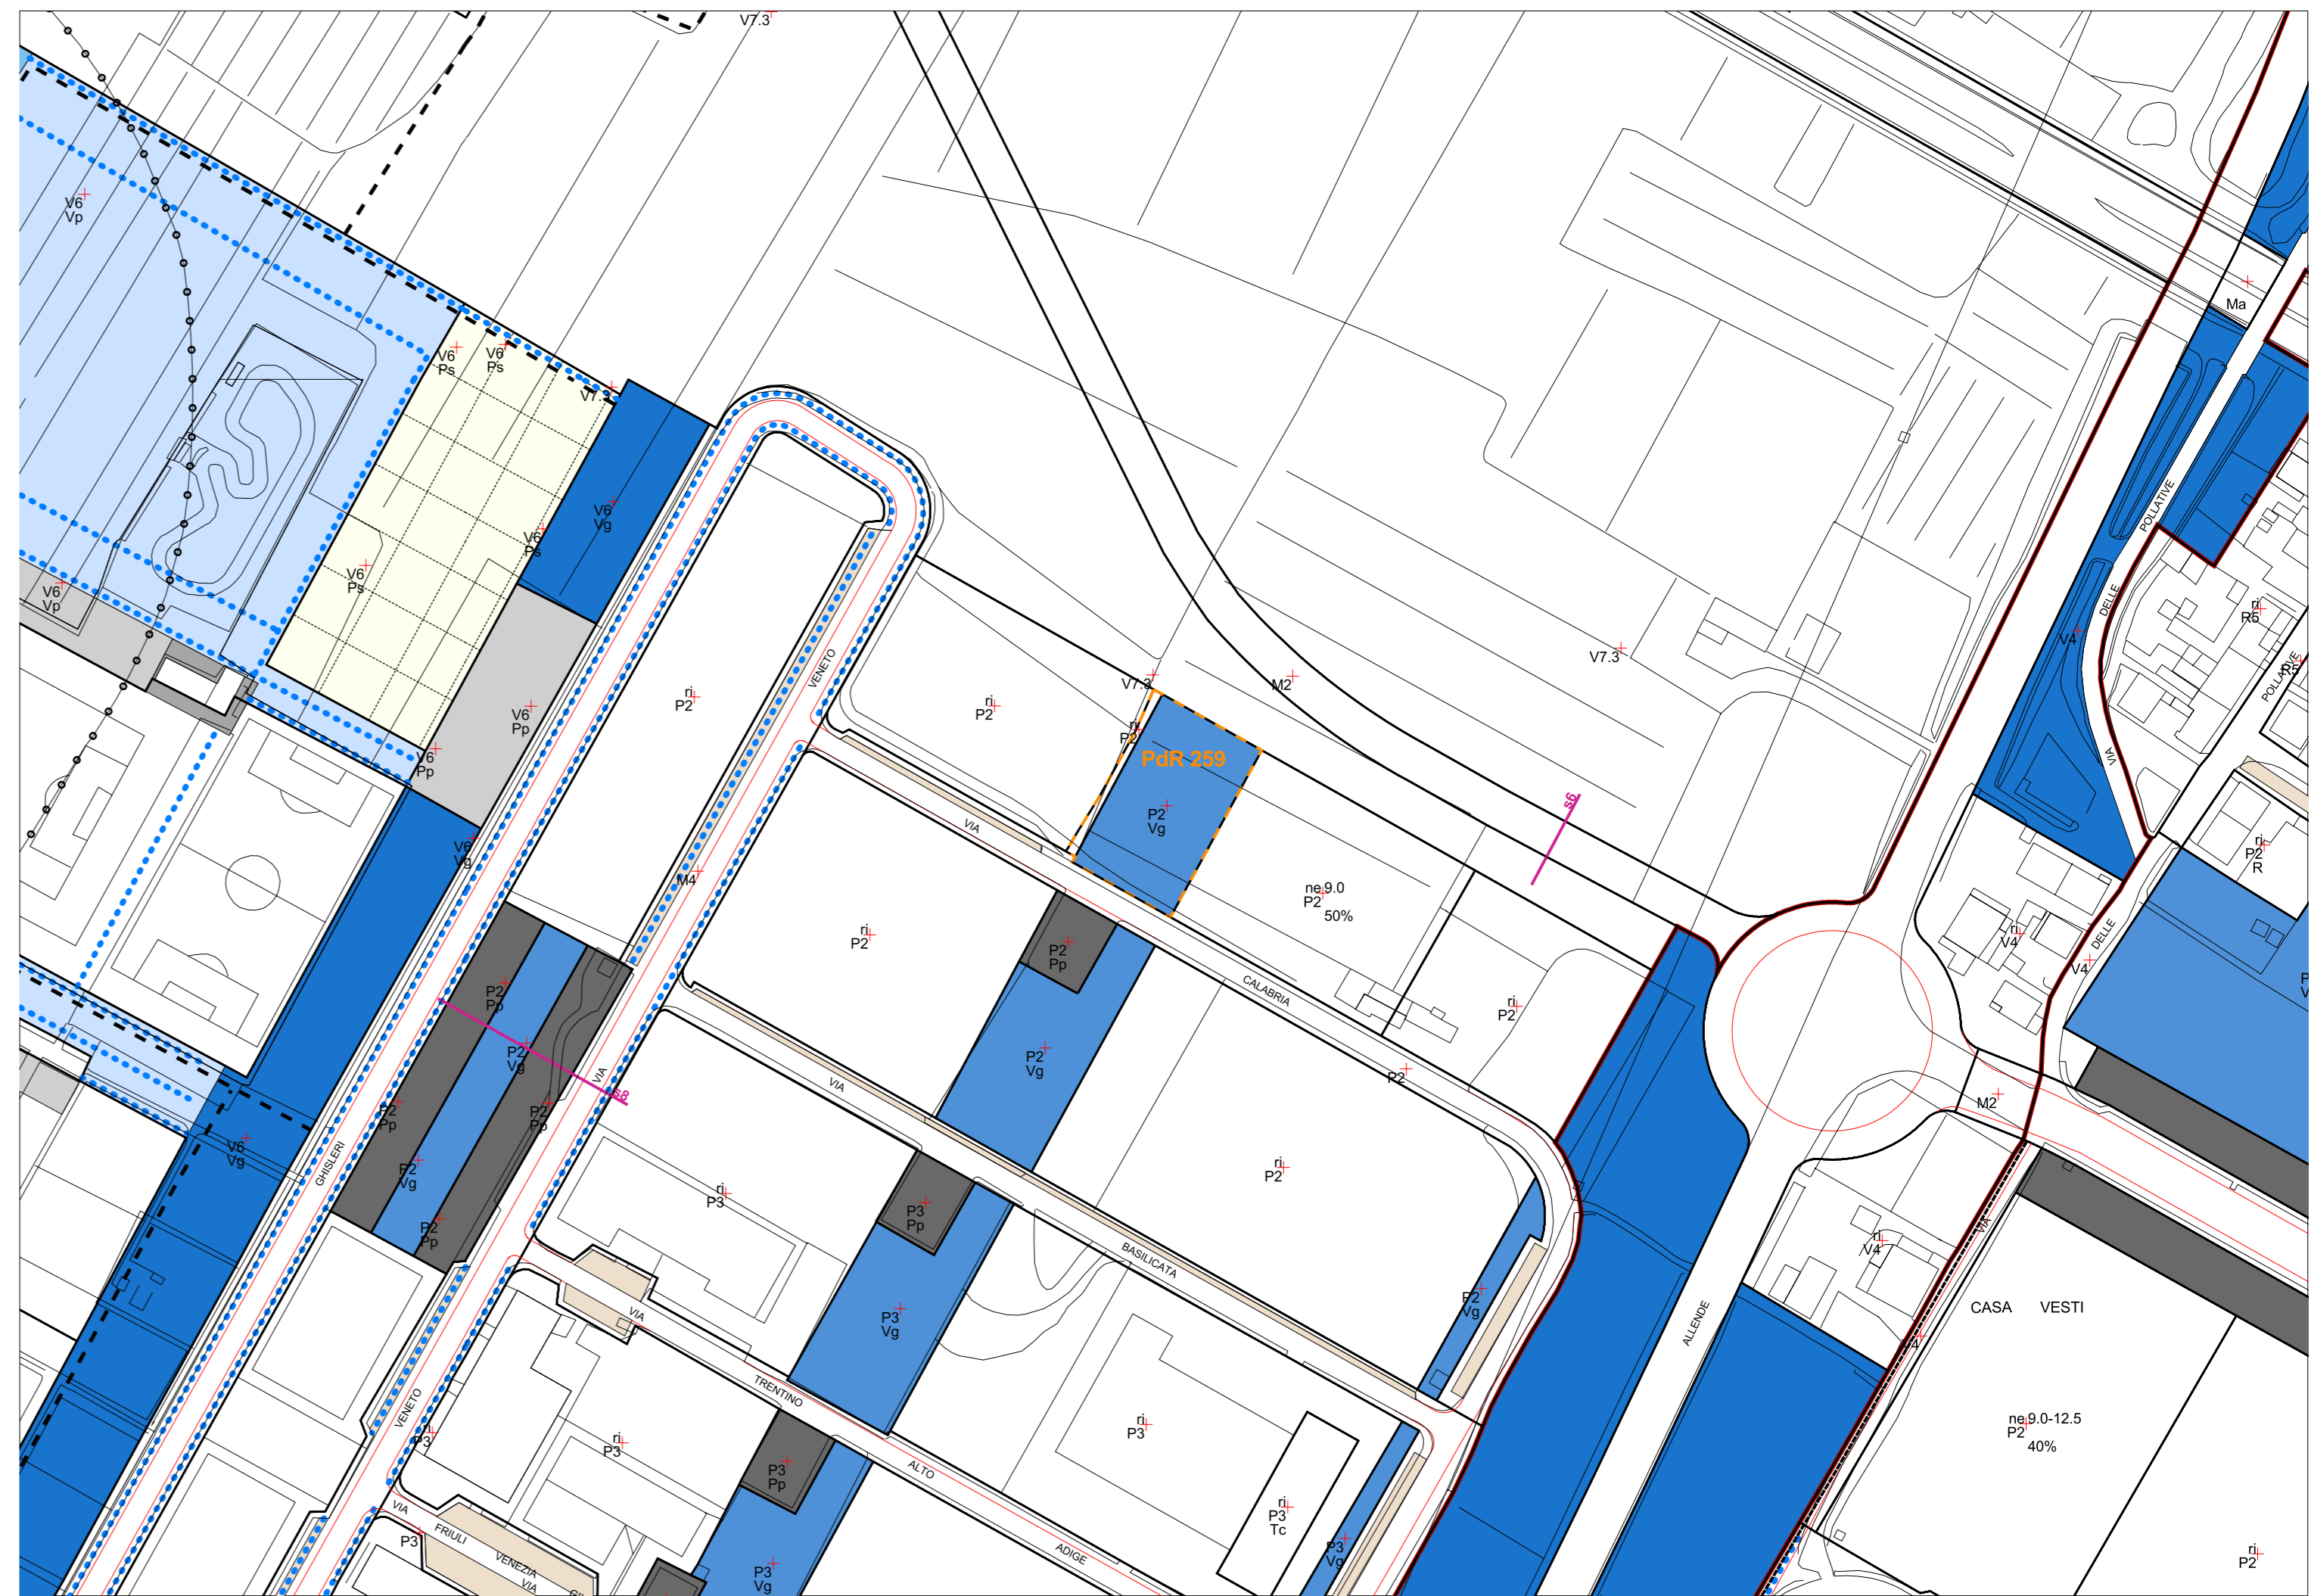 V7.3
V6
Vp
Ma
V6
Ps
V6
Ps
V6
Vg
POLLATIVE
V6
Ps
V6
Ps
V6
Vp
DELLE
ri
R5
V4
V7.3
VENETO
V7.3
M2
POLLATIVE
R5
ri
P2
ri
P2
ri
P2
V6
Pp
V6
Pp
PdR 259
VIA
s6
P2
Vg
VIA
V6
Vg
ri
P2
R
M4
ne 9.0
P2
50%
ri
P2
P2
Pp
ri
V4
DELLE
V4
P2
Pp
CALABRIA
ri
P2
P2
Vg
P2
Vg
VIA
VIA
P2
s8
M2
P2
Pp
P2
Pp
V6
Vg
GHISLERI
P2
Vg
ri
P2
ri
P3
P3
Pp
P2
Pp
VIA
ri
V4
BASILICATA
P2
Vg
CASA VESTI
P3
Vg
VIA
ALLENDE
TRENTINO
VENETO
ri
P3
ri
P3
ri
P3
ne 9.0-12.5
P2
40%
P3
Pp
ALTO
ri
P3
Tc
VIA
FRIULI
P3
VENEZIA
VIA
ADIGE
P3
Vg
P3
Vg
ri
P2